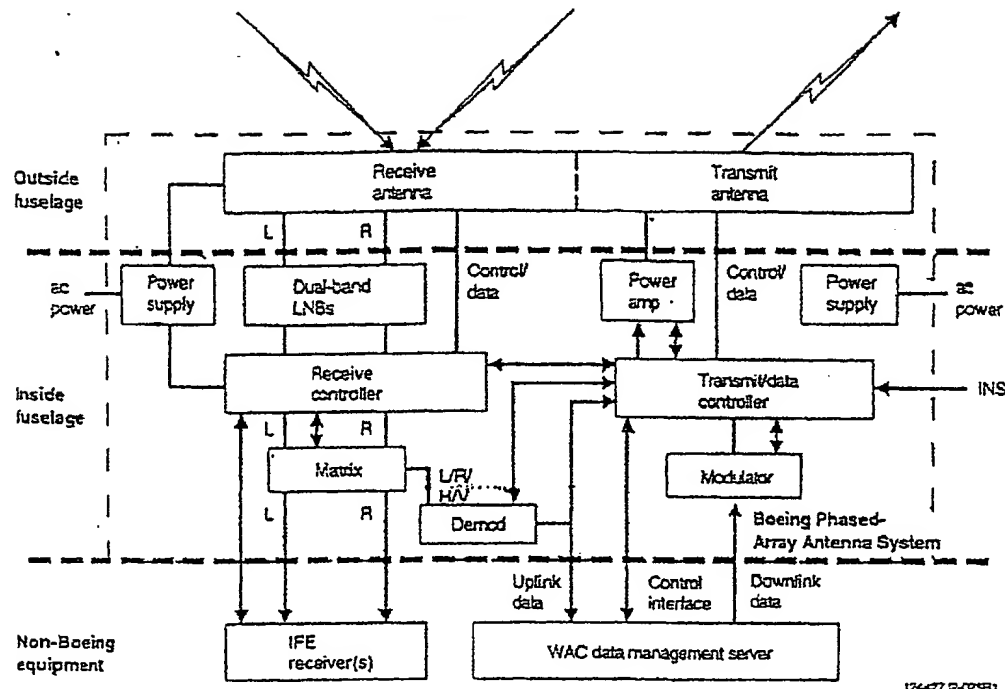 Receive
antenna
Transmit
antenna
Outside
fuselage
L
R
ac
power
Power
supply
Dual-band
LNBs
Control/
data
Power
amp
Control/
data
Power
supply
ac
power
Receive
controller
Transmit/data
controller
INS
Inside
fuselage
L
R
Matrix
L/R/
H/V
Modulator
L
R
Demod
Boeing Phased-
Array Antenna System
Uplink
data
Control
interface
Downlink
data
Non-Boeing
equipment
IFE
receiver(s)
WAC data management server